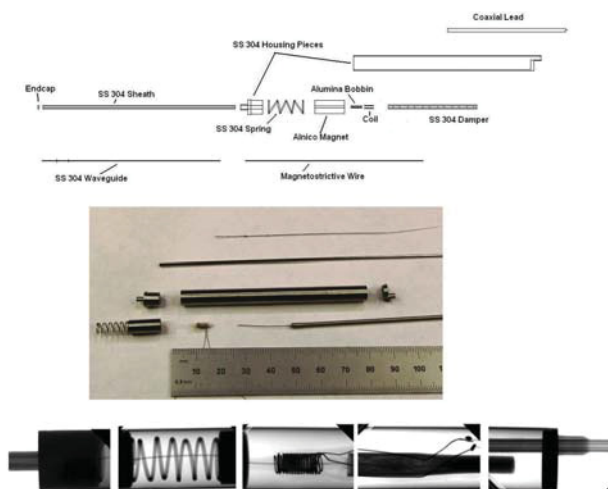 Coaxial Lead
SS 304 Housing Pieces
Endcap
SS 304 Sheath
Alumina Bobbin
Coil
SS 304 Spring
Alnico Magnet
SS 304 Damper
SS 304 Waveguide
Magnetostrictive Wire
10 20 30 40 50 60 70 80 90 100